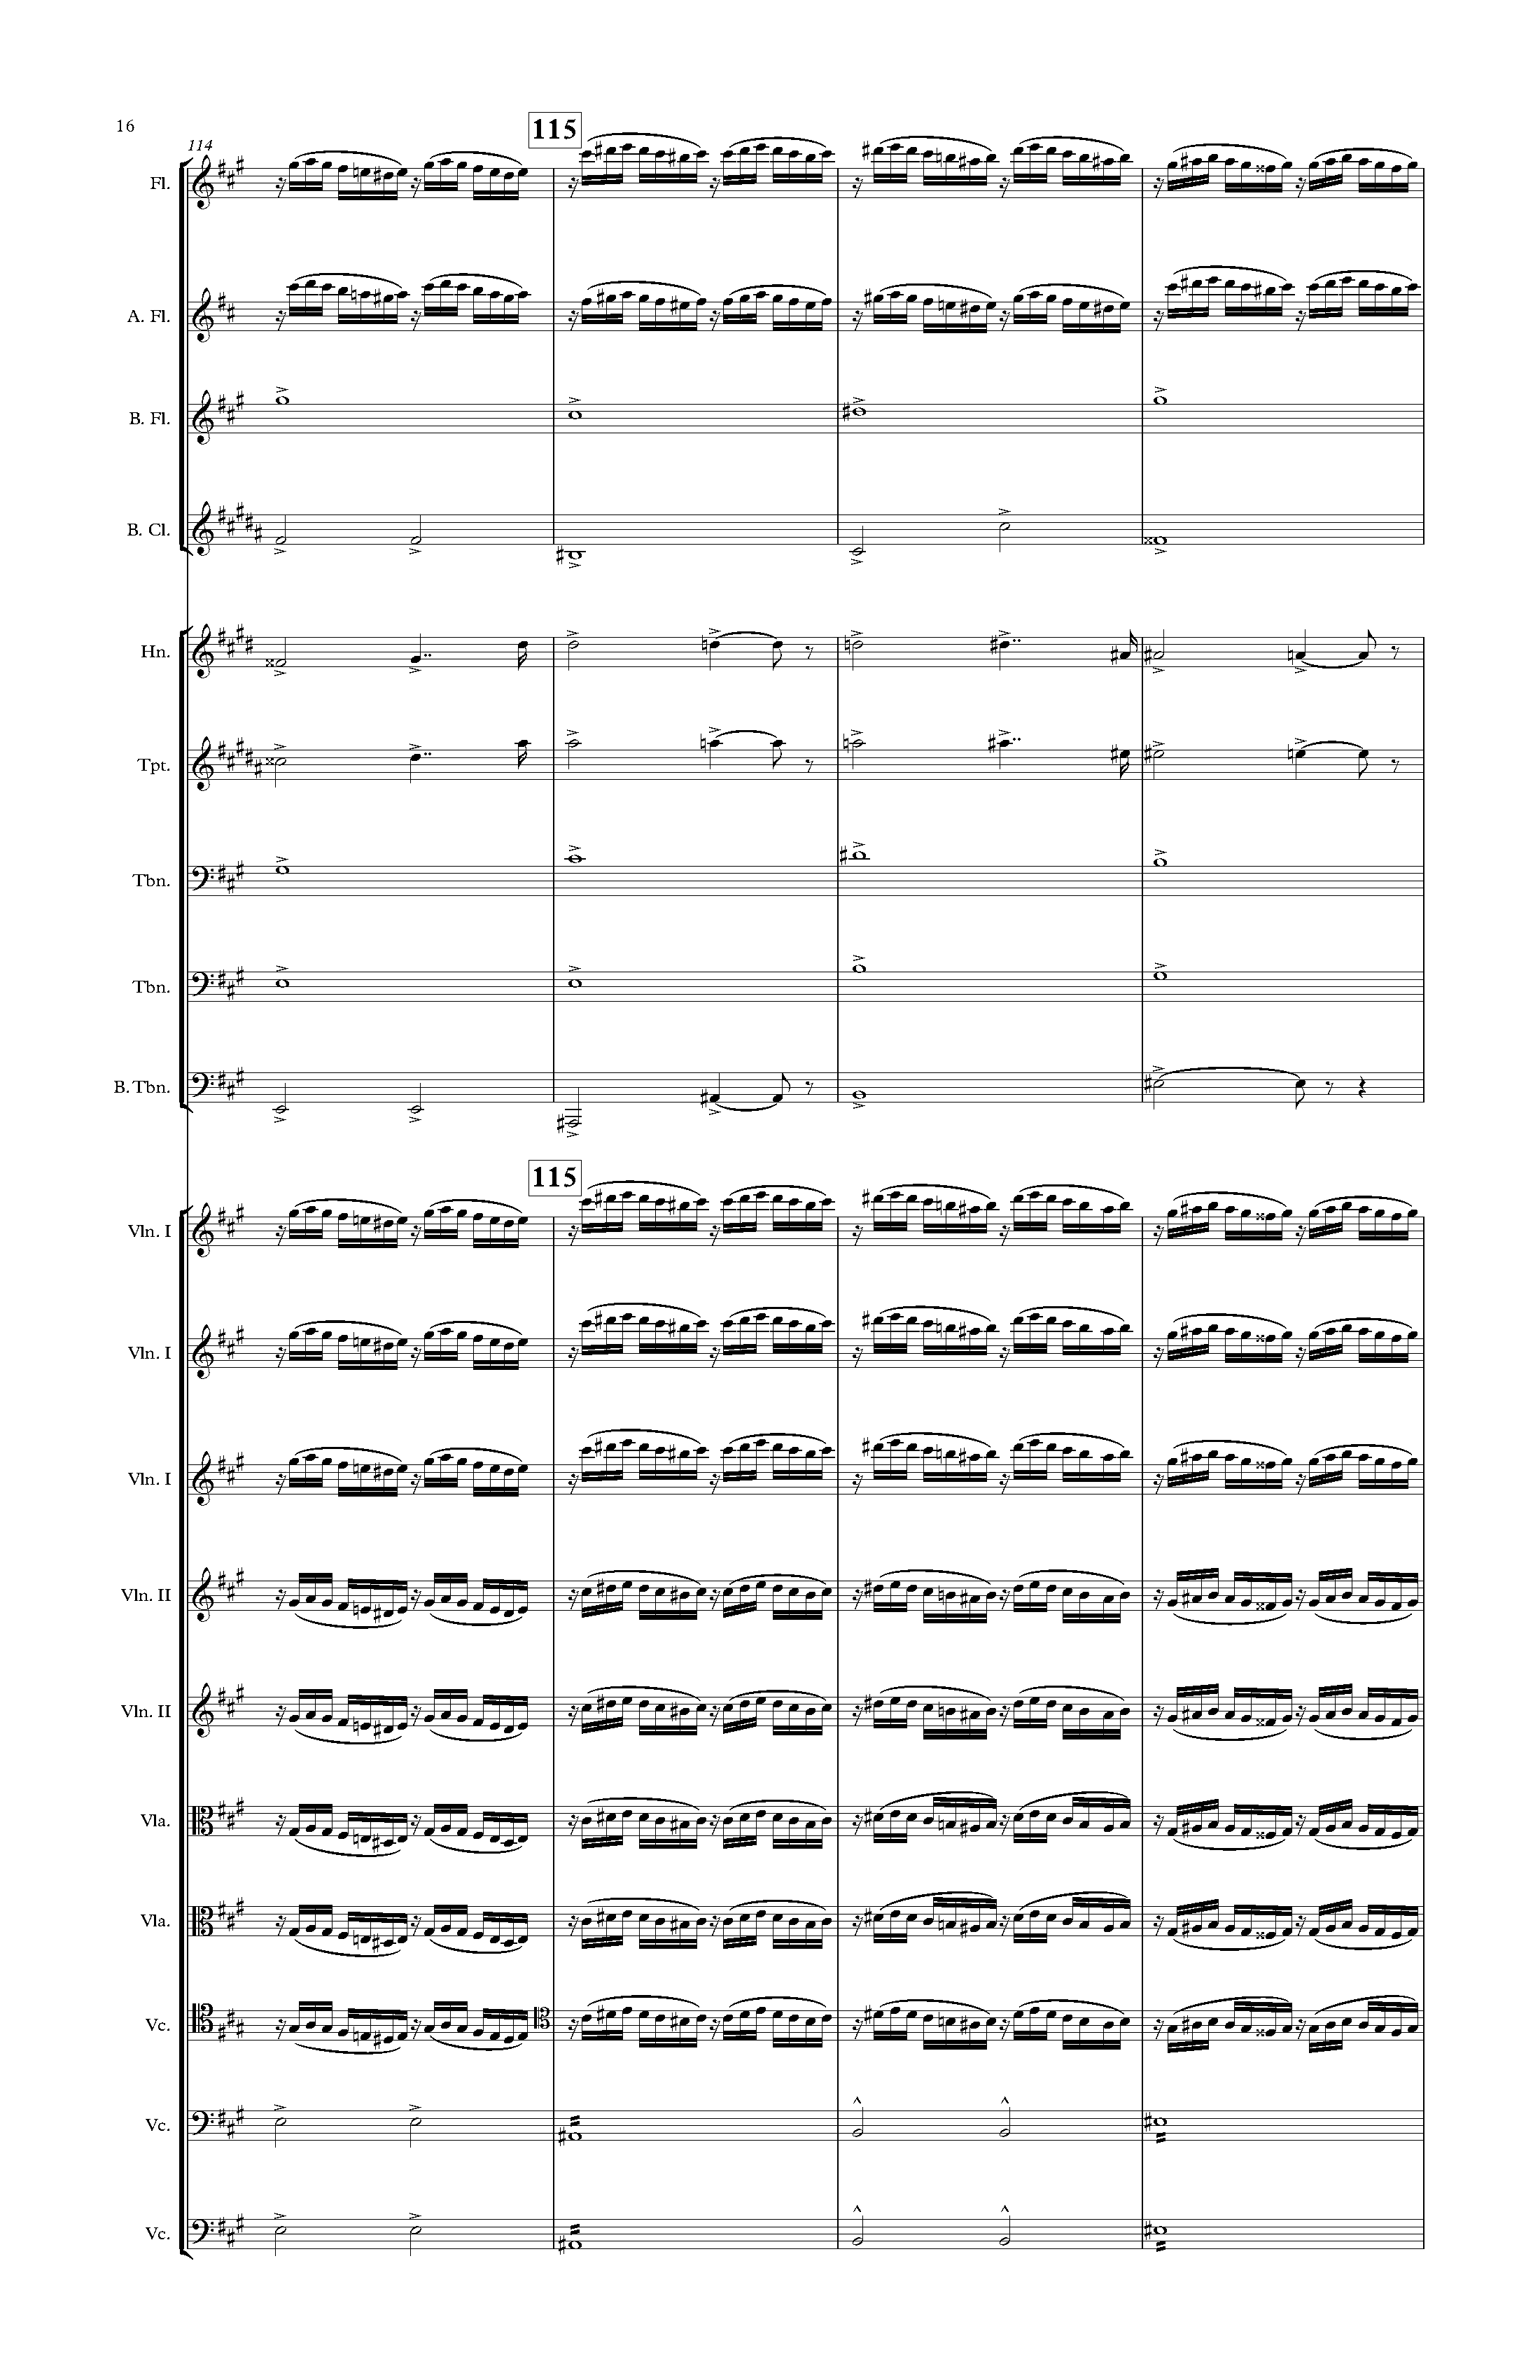 16
114
115
Fl.
A. Fl.
B. Fl.
B. Cl.
Hn.
Tpt.
Tbn.
Tbn.
B. Tbn.
115
Vln. I
Vln. I
Vln. I
Vln. II
Vln. II
Vla.
Vla.
Vc.
Vc.
Vc.